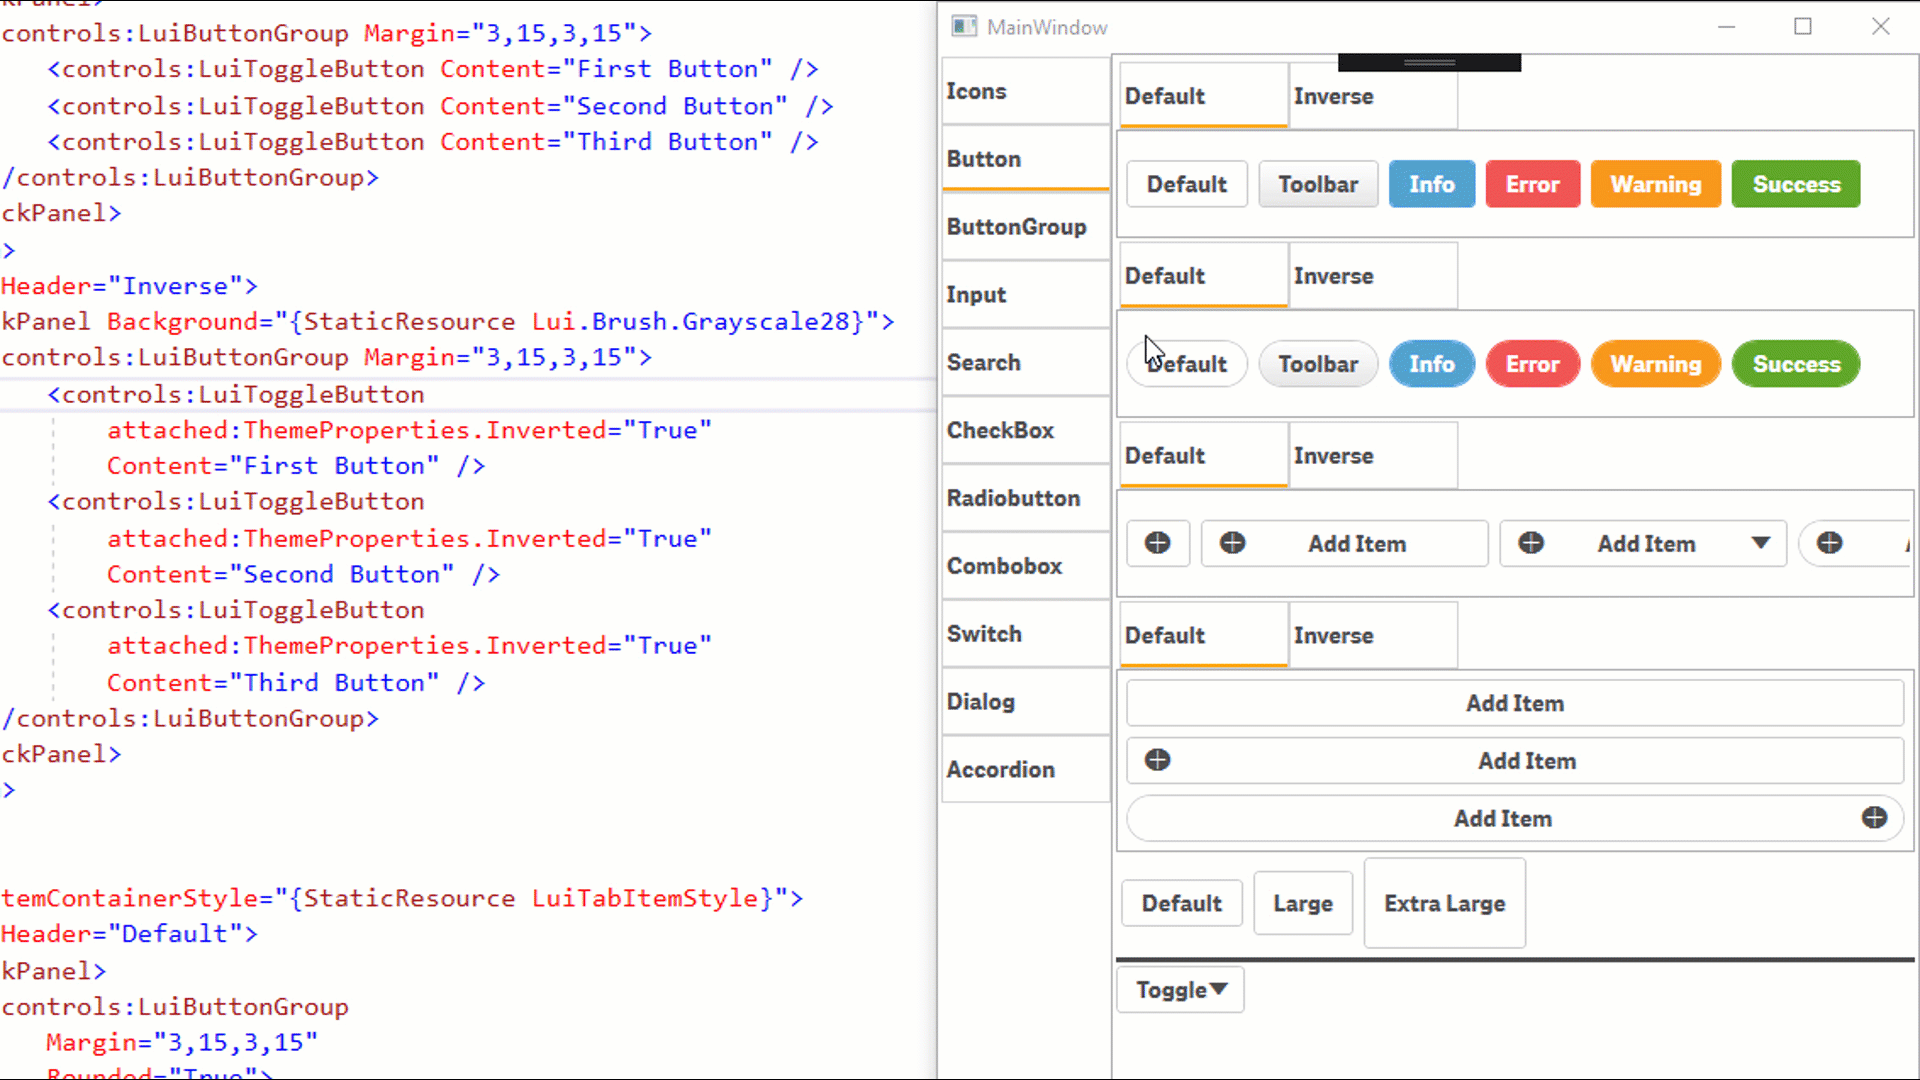 kPanel>
controls:LuiButtonGroup Margin="3,15,3,15">
<controls:LuiToggleButton Content="First Button" />
<controls:LuiToggleButton Content="Second Button" />
<controls:LuiToggleButton Content="Third Button" />
/controls:LuiButtonGroup>
ckPanel>
>
Header="Inverse">
kPanel Background="{StaticResource Lui.Brush.Grayscale28}">
controls:LuiButtonGroup Margin="3,15,3,15">
<controls:LuiToggleButton
attached:ThemeProperties.Inverted="True"
Content="First Button" />
<controls:LuiToggleButton
attached:ThemeProperties.Inverted="True"
Content="Second Button" />
<controls:LuiToggleButton
attached:ThemeProperties.Inverted="True"
Content="Third Button" />
/controls:LuiButtonGroup>
ckPanel>
>
temContainerStyle="{StaticResource LuiTabItemStyle}">
Header="Default">
kPanel>
controls:LuiButtonGroup
Margin="3,15,3,15"
Rounded="True">
MainWindow
Icons
Button
ButtonGroup
Input
Search
CheckBox
Radiobutton
Combobox
Switch
Dialog
Accordion
Default Inverse
Default Toolbar Info Error Warning Success
Default Inverse
Default Toolbar Info Error Warning Success
Default Inverse
Add Item Add Item
Default Inverse
Add Item
Add Item
Add Item
Default Large Extra Large
Toggle